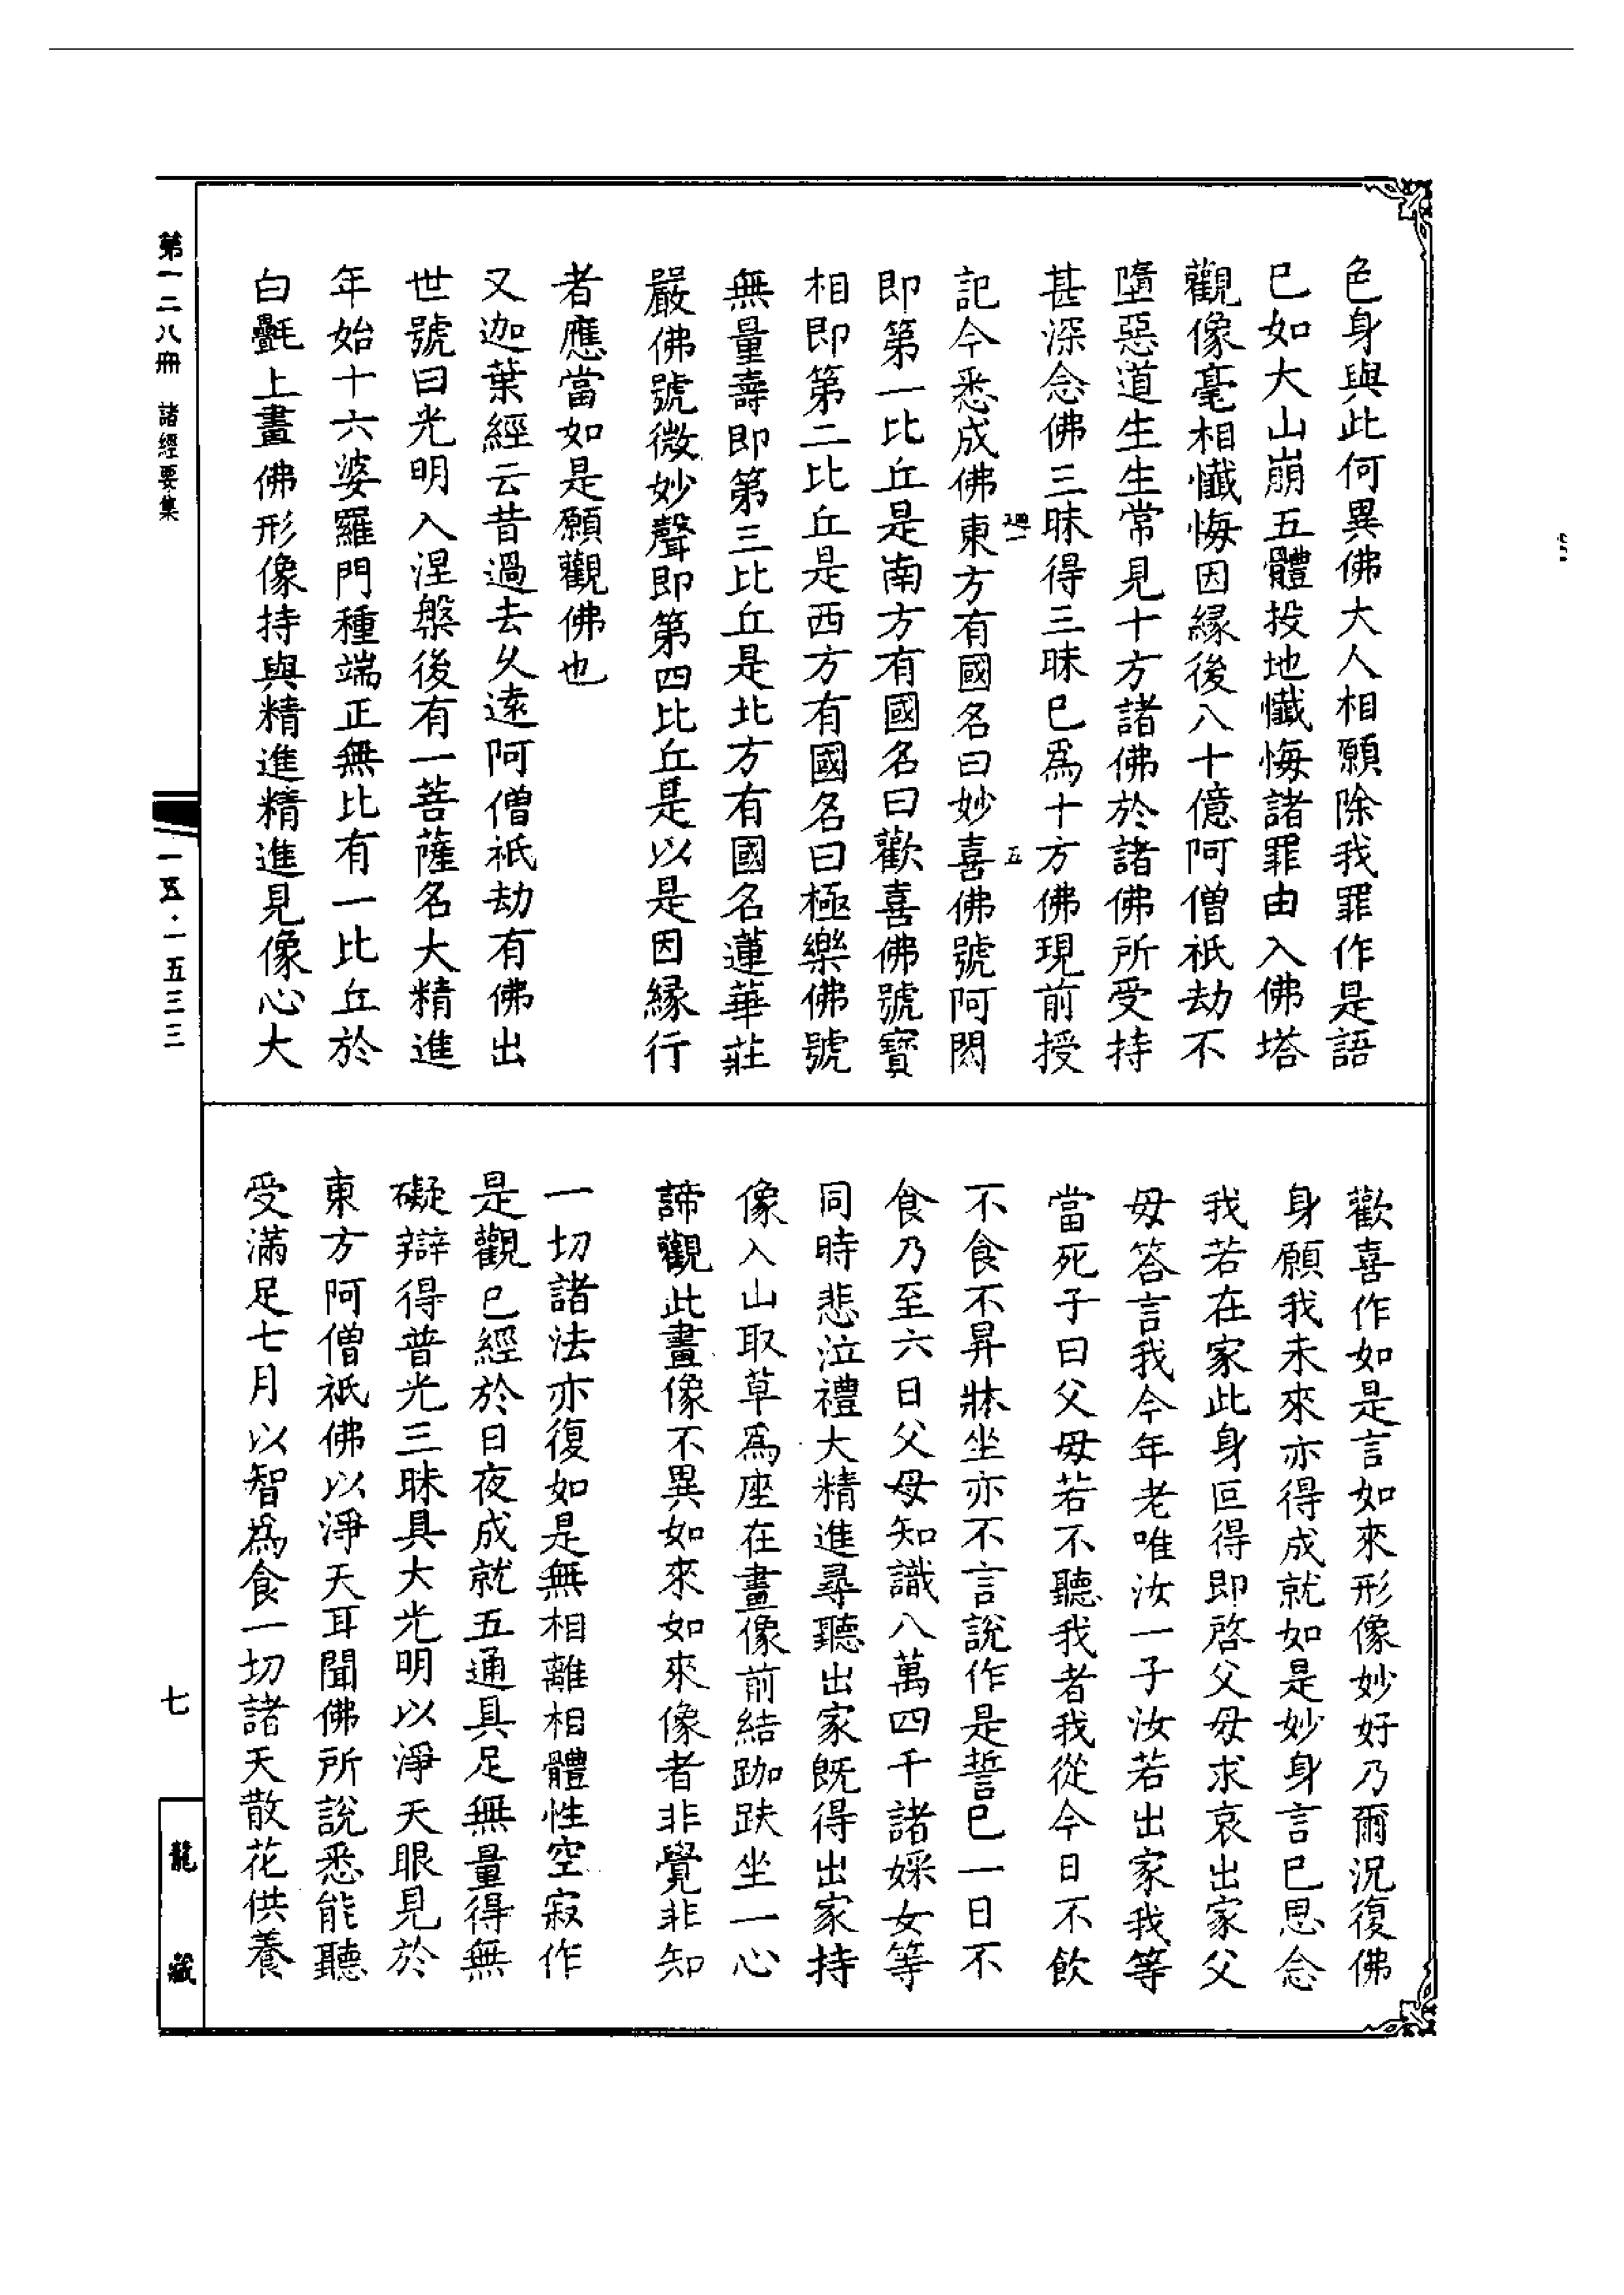 色身與此何異佛大人相願除我罪作是語
已如大山崩五體投地懴悔諸罪由入佛塔
觀像毫相懴悔因緣後八十億阿僧祇劫不
墮惡道生生常見十方諸佛於諸佛所受持
甚深念佛三昧得三昧已爲十方佛現前授
記今悉成佛東方有國名曰妙喜佛號阿閦
即第一比丘是南方有國名曰歡喜佛號寶
相即第二比丘是西方有國名曰極樂佛號
無量壽即第三比丘是北方有國名蓮華莊
嚴佛號微妙聲即第四比丘是以是因緣行
者應當如是願觀佛也
又迦葉經云昔過去久遠阿僧祇劫有佛出
世號曰光明入涅槃後有一菩薩名大精進
年始十六婆羅門種端正無比有一比丘於
白氎上畫佛形像持與精進精進見像心大
歡喜作如是言如來形像妙好乃爾況復佛
身願我未來亦得成就如是妙身言已思念
我若在家此身叵得即啓父母求哀出家父
母答言我今年老唯汝一子汝若出家我等
當死子曰父母若不聽我者我從今日不飲
不食不昇牀坐亦不言說作是誓已一日不
食乃至六日父母知識八萬四千諸婇女等
同時悲泣禮大精進尋聽出家旣得出家持
像入山取草爲座在畫像前結跏趺坐一心
諦觀此畫像不異如來如來像者非覺非知
一切諸法亦復如是無相離相體性空寂作
是觀已經於日夜成就五通具足無量得無
礙辯得普光三昧具大光明以淨天眼見於
東方阿僧祇佛以淨天耳聞佛所說悉能聽
受滿足七月以智爲食一切諸天散花供養
第一二八冊 諸經要集
一五·一五三三
七
龍藏
五